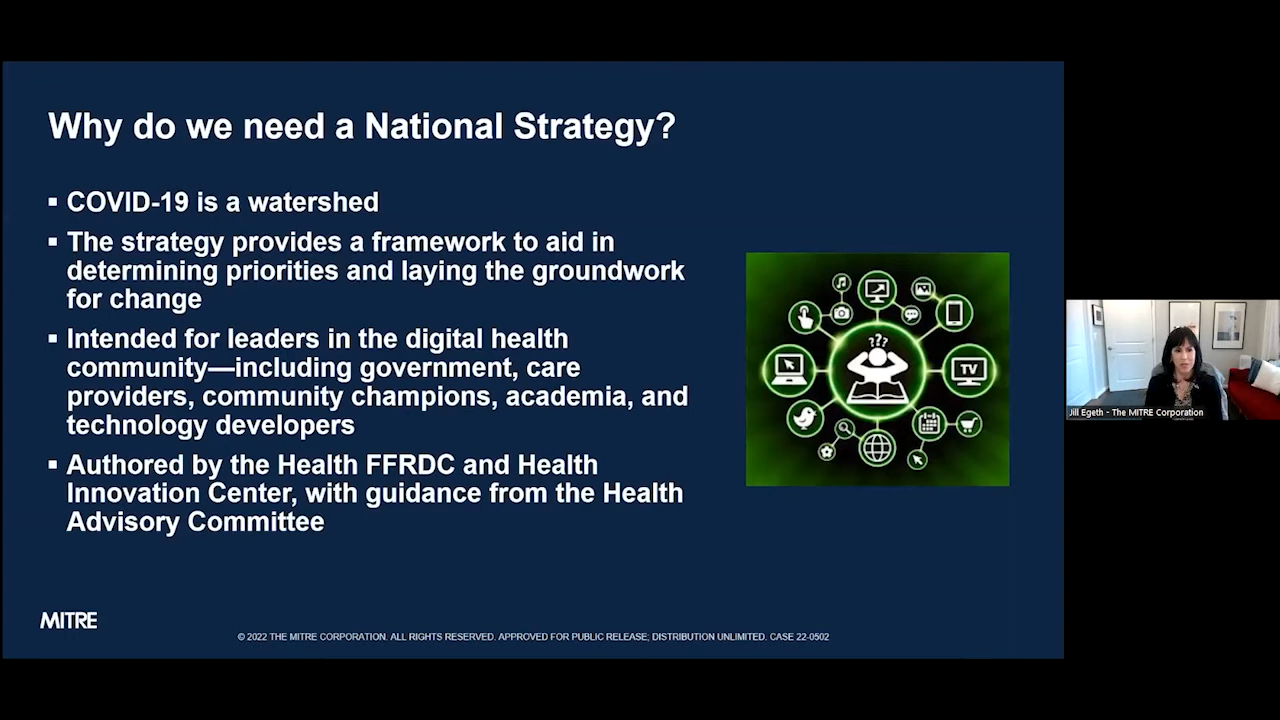 Why do we need a National Strategy?
▪ COVID-19 is a watershed
▪ The strategy provides a framework to aid in
determining priorities and laying the groundwork
for change
▪ Intended for leaders in the digital health
community—including government, care
providers, community champions, academia, and
technology developers
▪ Authored by the Health FFRDC and Health
Innovation Center, with guidance from the Health
Advisory Committee
???
TV
Jill Egeth - The MITRE Corporation
MITRE
© 2022 THE MITRE CORPORATION. ALL RIGHTS RESERVED. APPROVED FOR PUBLIC RELEASE; DISTRIBUTION UNLIMITED. CASE 22-0502